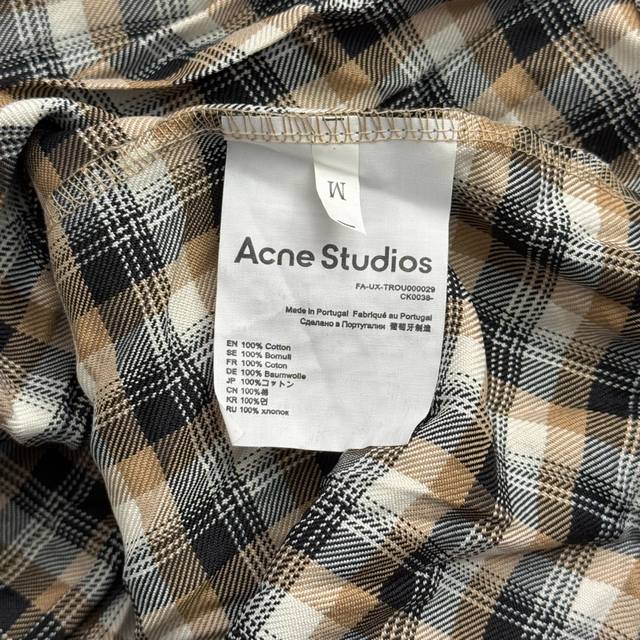 M
Acne Studios
FA-UX-TROU000029
CK0038-
Made in Portugal Fabriqué au Portugal
Сделано в Португалии 葡萄牙制造
EN 100% Cotton
SE 100% Bomull
FR 100% Coton
DE 100% Baumwolle
JP 100%コットン
CN 100%棉
KR 100%면
RU 100% хлопок